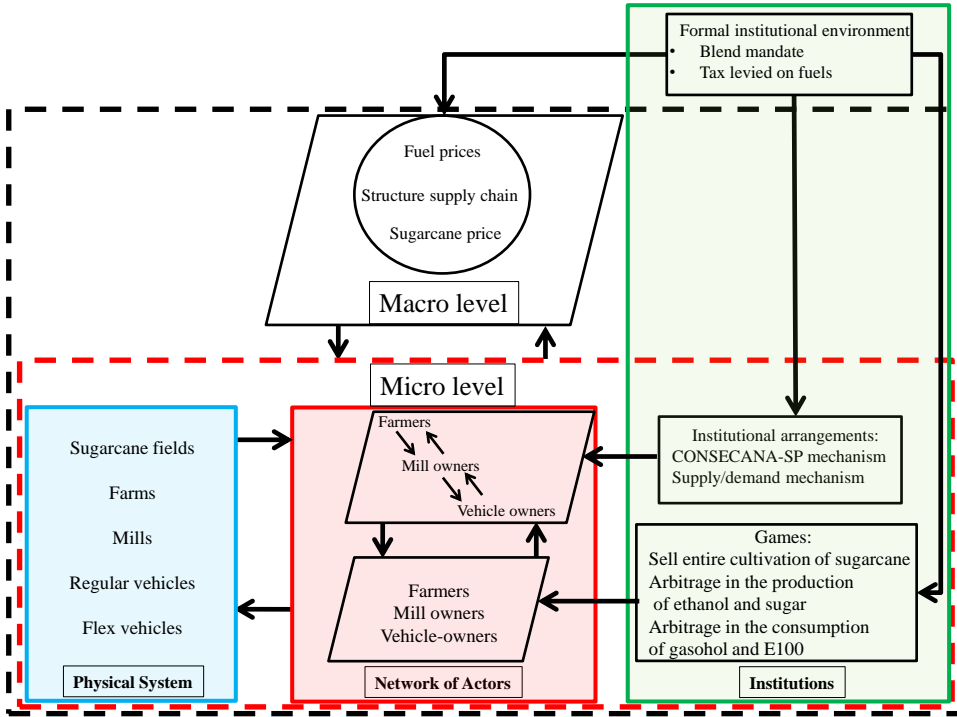 Formal institutional environment
• Blend mandate
• Tax levied on fuels
Fuel prices
Structure supply chain
Sugarcane price
Macro level
Micro level
Sugarcane fields
Farms
Mills
Regular vehicles
Flex vehicles
Physical System
Farmers
Mill owners
Vehicle owners
Farmers
Mill owners
Vehicle-owners
Network of Actors
Institutional arrangements:
CONSECANA-SP mechanism
Supply/demand mechanism
Games:
Sell entire cultivation of sugarcane
Arbitrage in the production
of ethanol and sugar
Arbitrage in the consumption
of gasohol and E100
Institutions